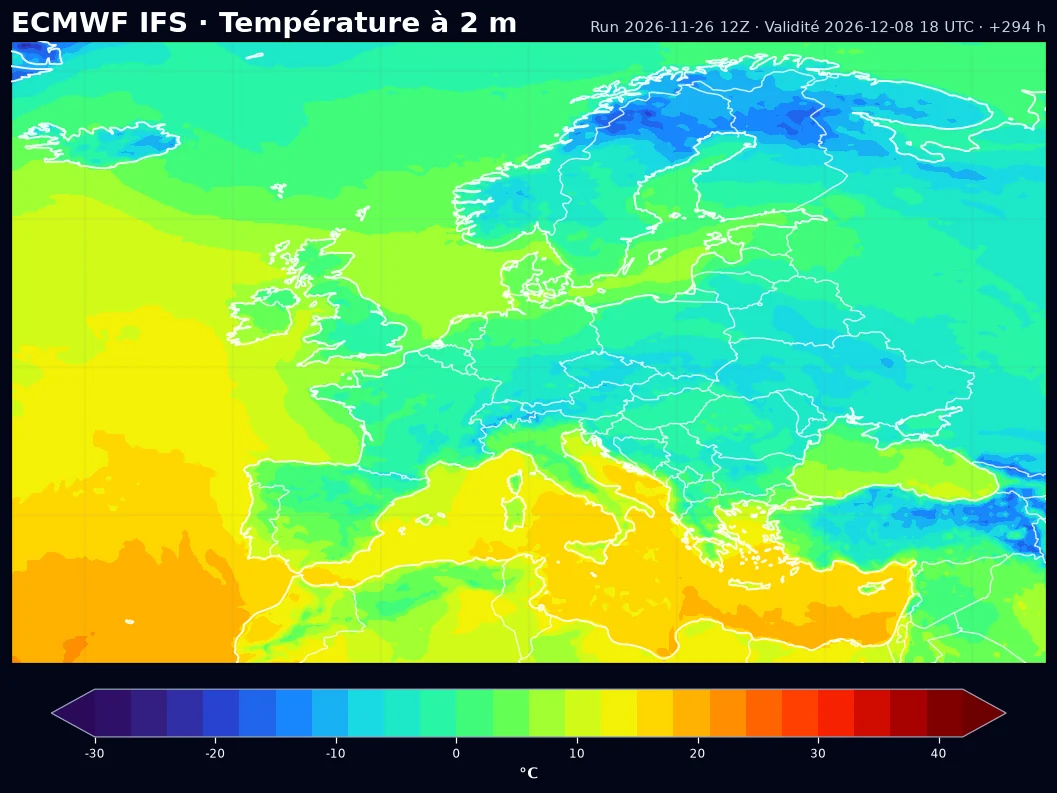 ECMWF IFS · Température à 2 m
Run 2026-11-26 12Z · Validité 2026-12-08 18 UTC · +294 h
-30 -20 -10 0 10 20 30 40
°C